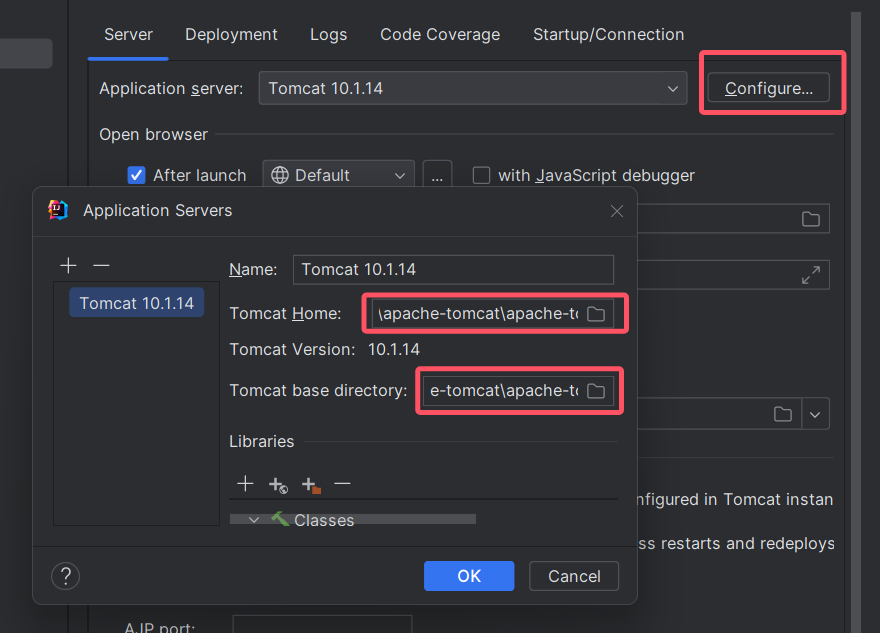 Server Deployment Logs Code Coverage Startup/Connection
Application server: Tomcat 10.1.14 Configure...
Open browser
After launch Default ... with JavaScript debugger
Application Servers
Name: Tomcat 10.1.14
Tomcat 10.1.14
Tomcat Home: \apache-tomcat\apache-to
Tomcat Version: 10.1.14
Tomcat base directory: e-tomcat\apache-to
Libraries
Classes
nfigured in Tomcat instan
ss restarts and redeploys
? OK Cancel
AJP port: